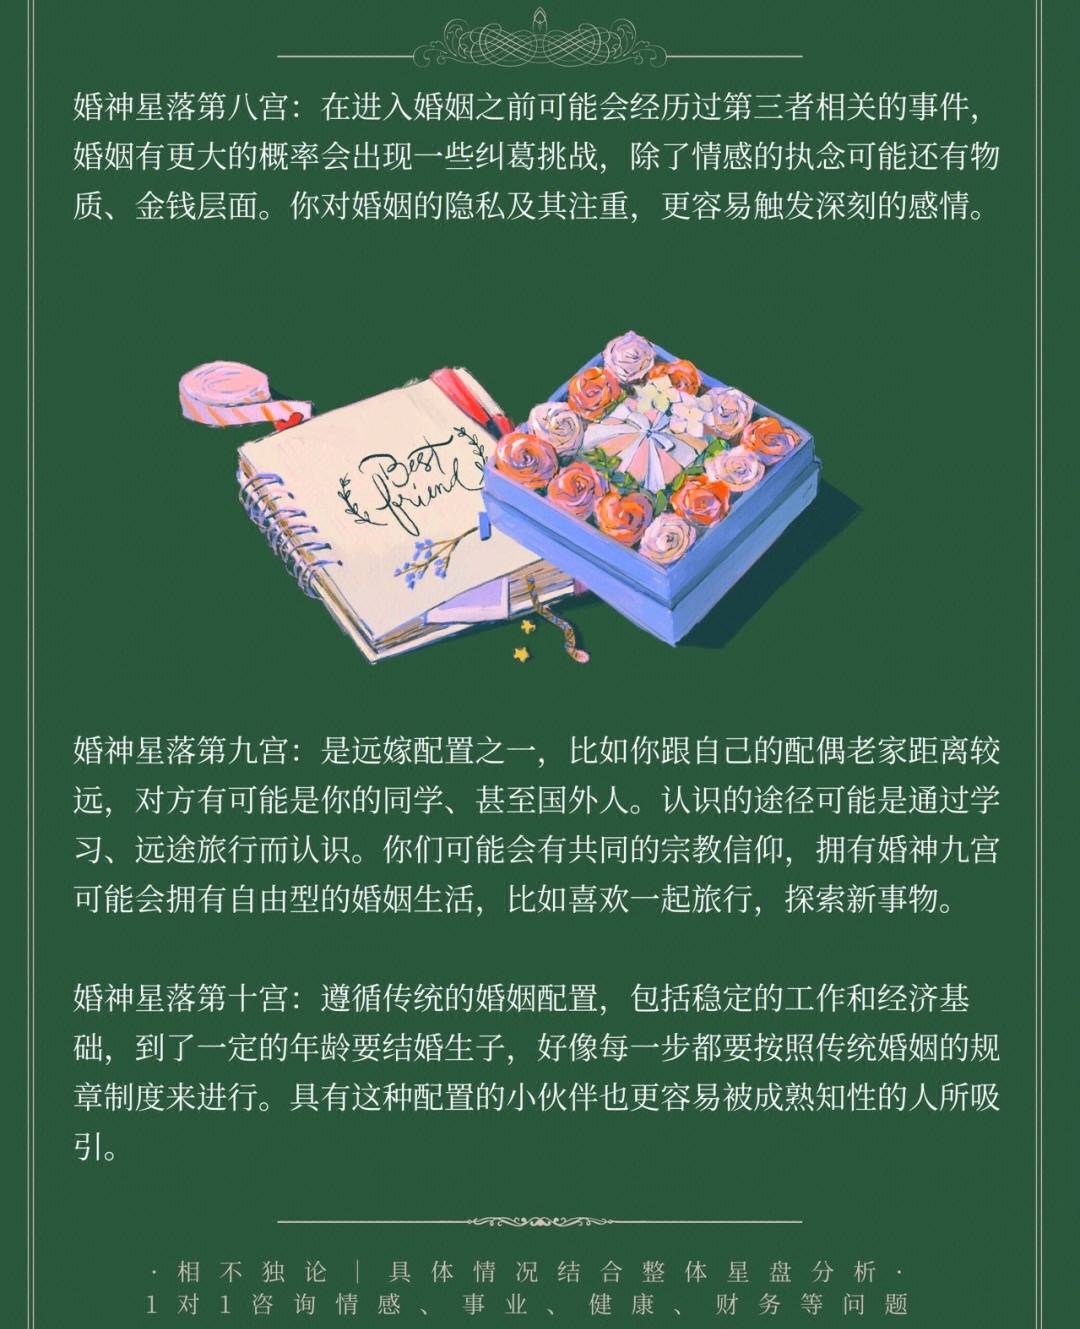 婚神星落第八宫：在进入婚姻之前可能会经历过第三者相关的事件，
婚姻有更大的概率会出现一些纠葛挑战，除了情感的执念可能还有物
质、金钱层面。你对婚姻的隐私及其注重，更容易触发深刻的感情。
Best
friend
婚神星落第九宫：是远嫁配置之一，比如你跟自己的配偶老家距离较
远，对方有可能是你的同学、甚至国外人。认识的途径可能是通过学
习、远途旅行而认识。你们可能会有共同的宗教信仰，拥有婚神九宫
可能会拥有自由型的婚姻生活，比如喜欢一起旅行，探索新事物。
婚神星落第十宫：遵循传统的婚姻配置，包括稳定的工作和经济基
础，到了一定的年龄要结婚生子，好像每一步都要按照传统婚姻的规
章制度来进行。具有这种配置的小伙伴也更容易被成熟知性的人所吸
引。
·相不独论｜具体情况结合整体星盘分析·
1对1咨询情感、事业、健康、财务等问题